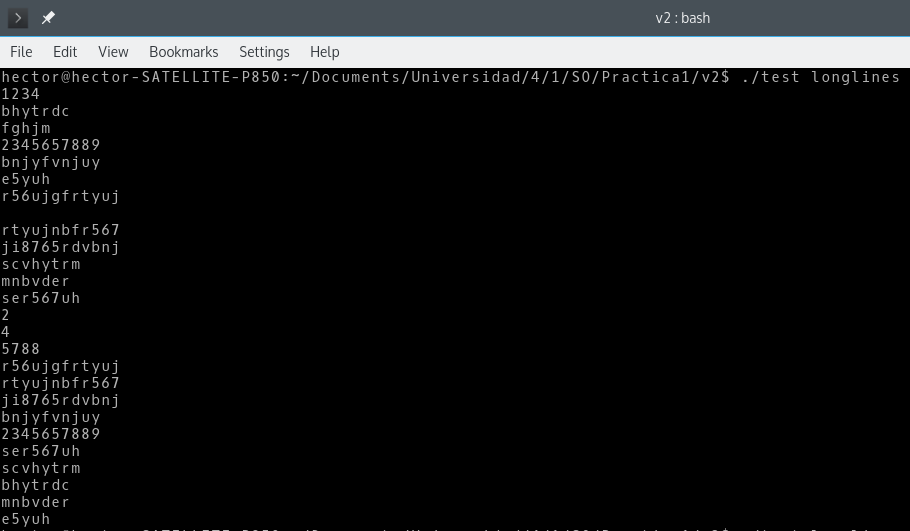 v2 : bash
File Edit View Bookmarks Settings Help
hector@hector-SATELLITE-P850:~/Documents/Universidad/4/1/SO/Practica1/v2$ ./test longlines
1234
bhytrdc
fghjm
2345657889
bnjyfvnjuy
e5yuh
r56ujgfrtyuj
rtyujnbfr567
ji8765rdvbnj
scvhytrm
mnbvder
ser567uh
2
4
5788
r56ujgfrtyuj
rtyujnbfr567
ji8765rdvbnj
bnjyfvnjuy
2345657889
ser567uh
scvhytrm
bhytrdc
mnbvder
e5yuh